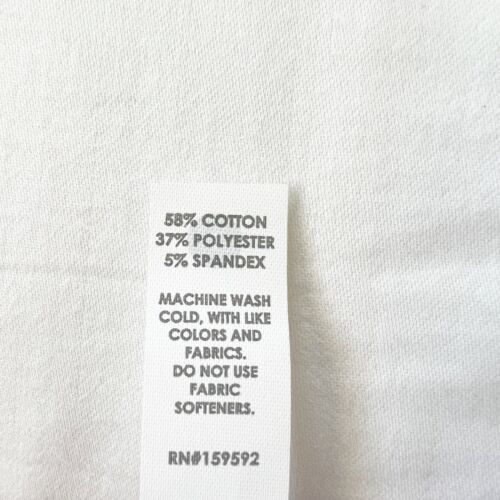 58% COTTON
37% POLYESTER
5% SPANDEX
MACHINE WASH
COLD, WITH LIKE
COLORS AND
FABRICS.
DO NOT USE
FABRIC
SOFTENERS.
RN#159592